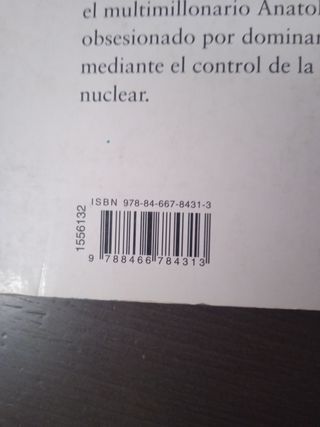 el multimillonario Anatol
obsesionado por dominar
mediante el control de la
nuclear.
ISBN 978-84-667-8431-3
1556132
9 788466 784313